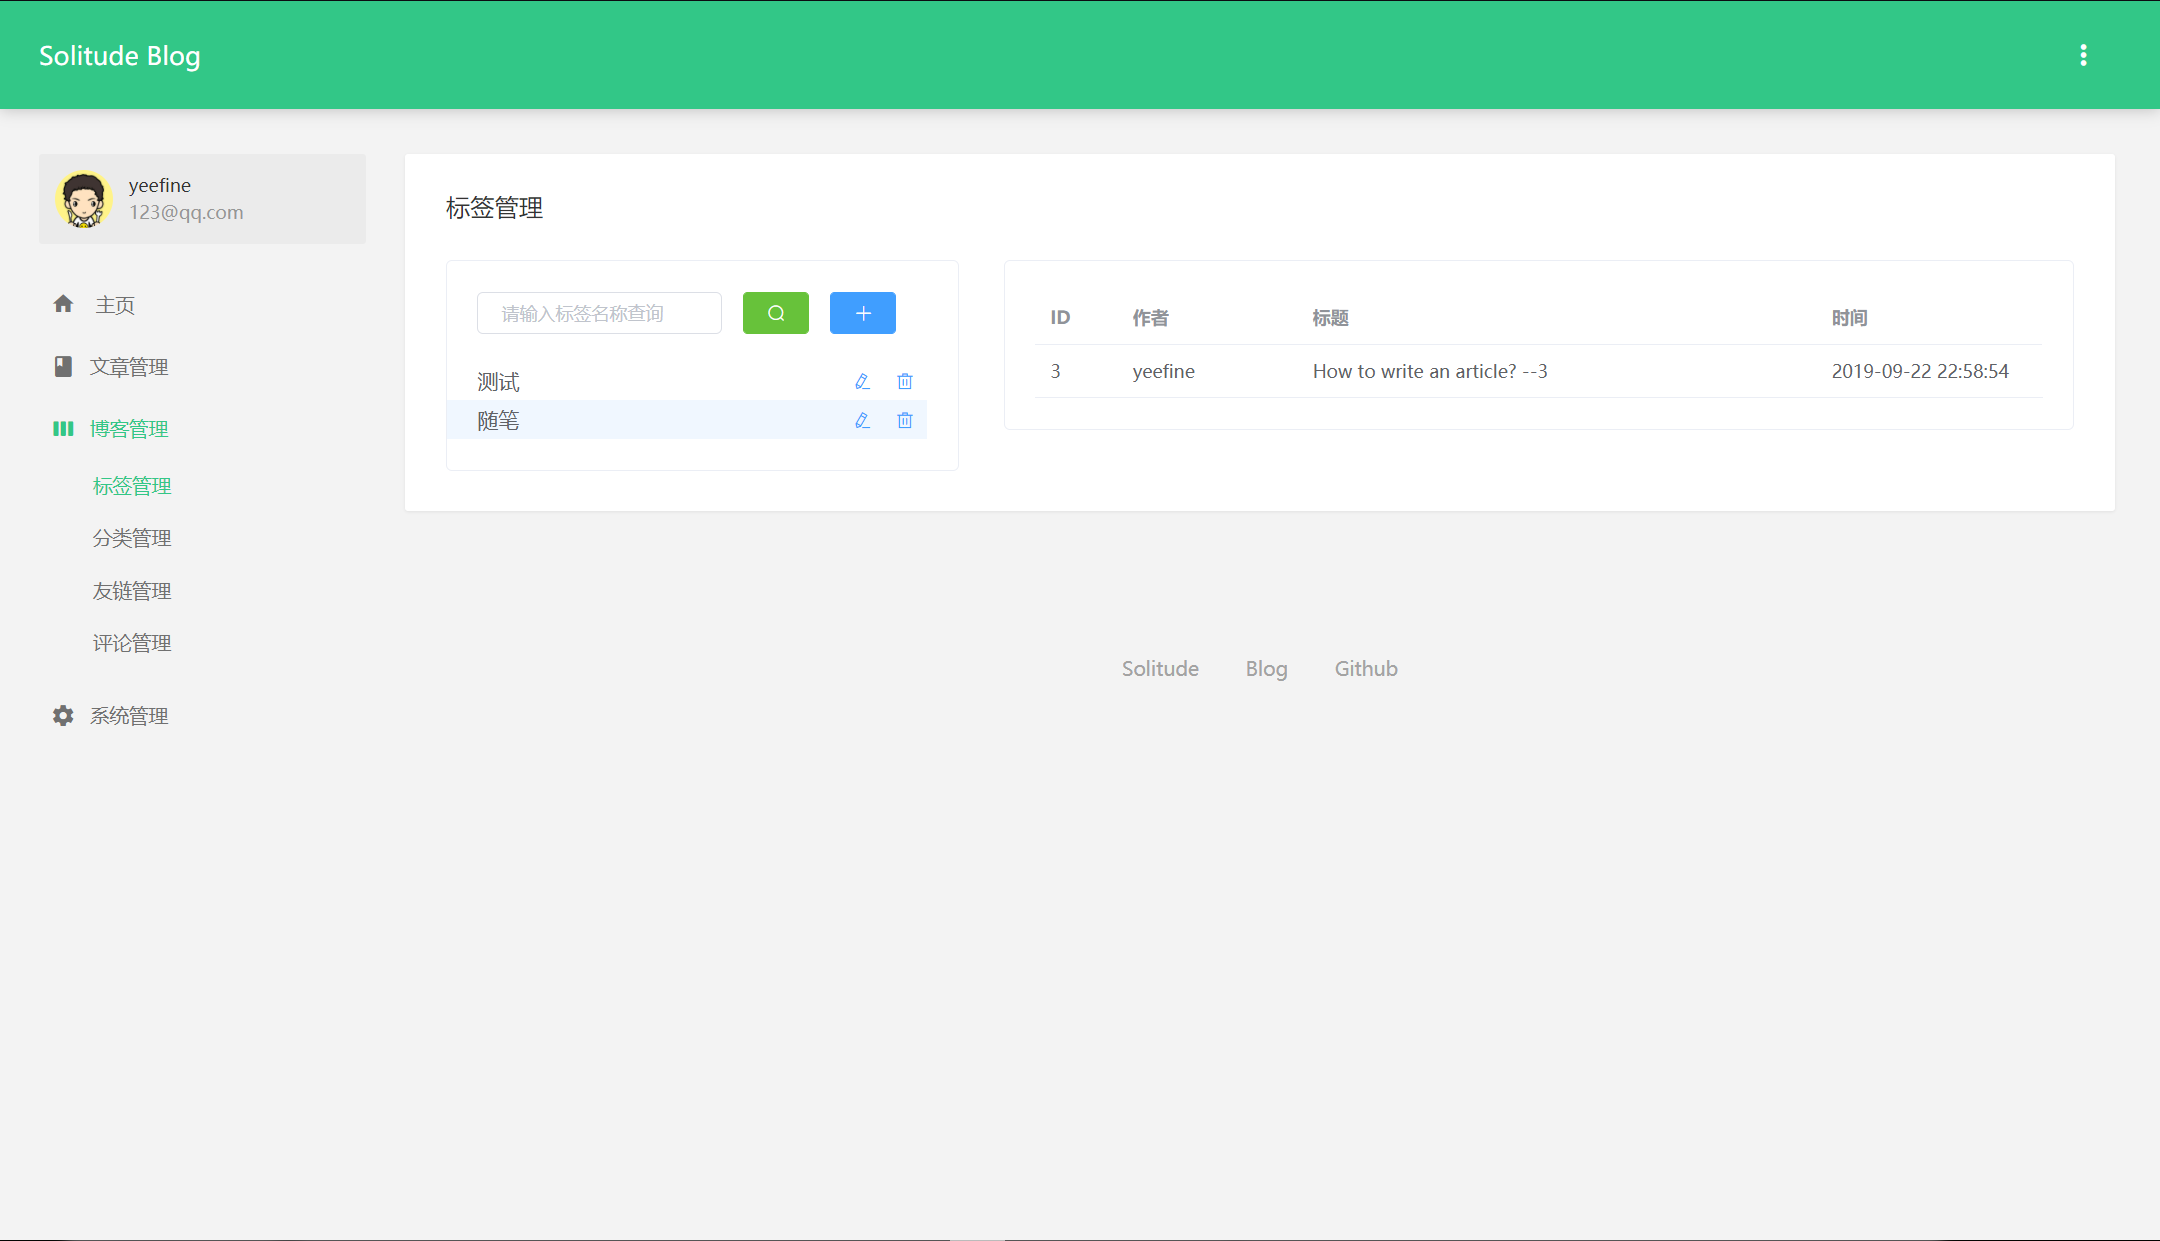 Solitude Blog
yeefine
123@qq.com
主页
文章管理
博客管理
标签管理
分类管理
友链管理
评论管理
系统管理
标签管理
请输入标签名称查询
测试
随笔
ID 作者 标题 时间
3 yeefine How to write an article? --3 2019-09-22 22:58:54
Solitude Blog Github